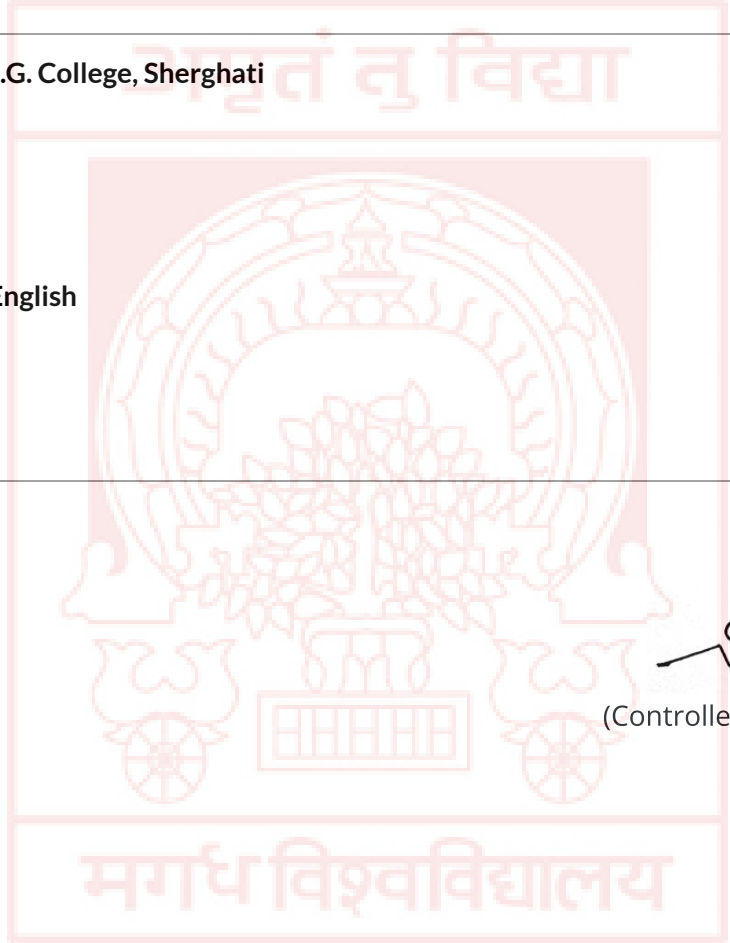 अमृतं तु विद्या
.G. College, Sherghati
English
(Controlle
मगध विश्वविद्यालय